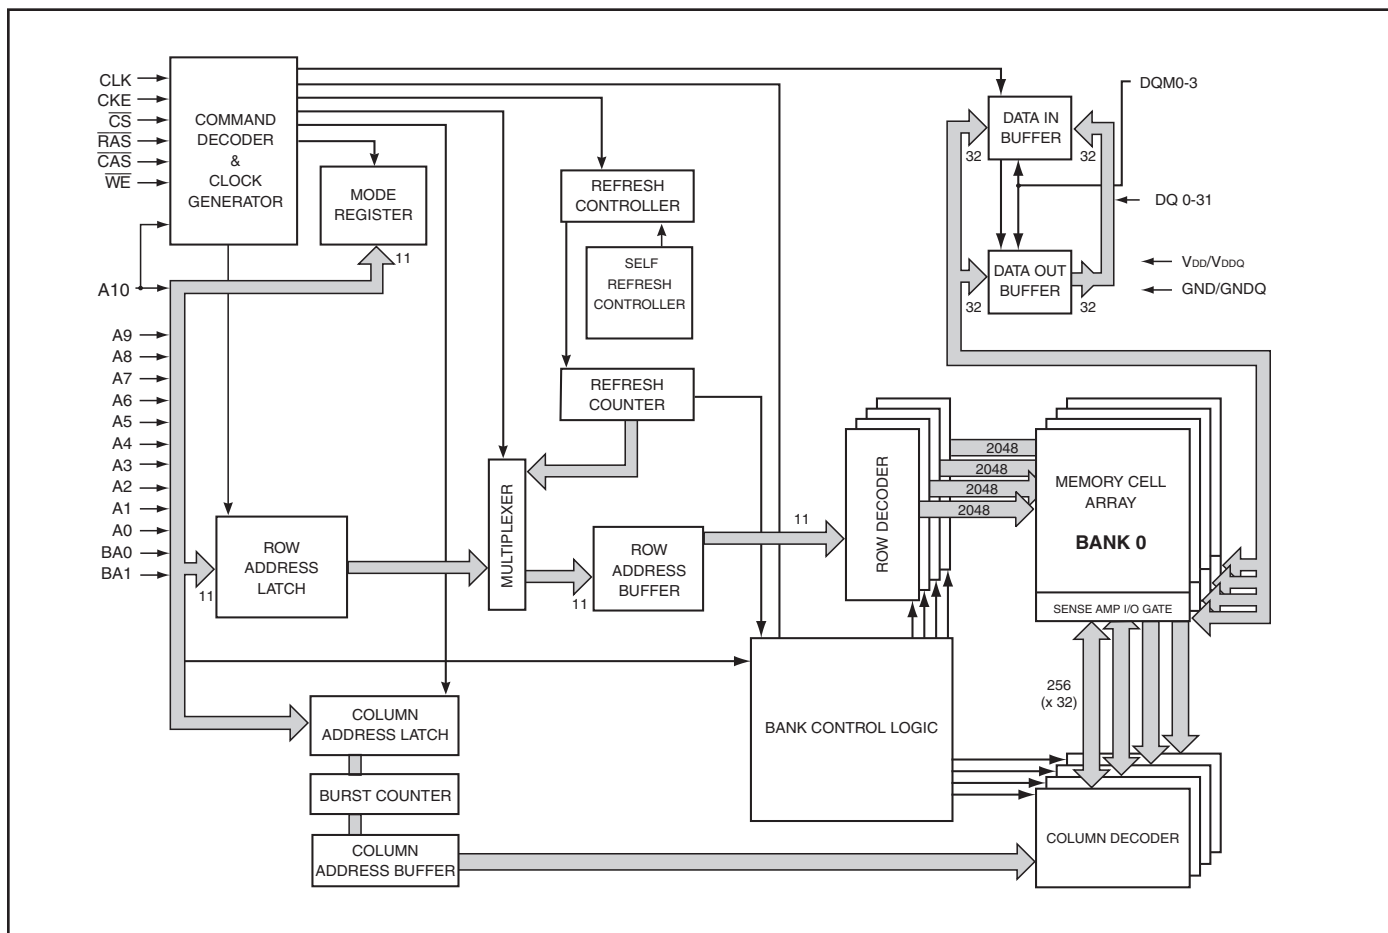 CLK
CKE
CS
RAS
CAS
WE
A10
A9
A8
A7
A6
A5
A4
A3
A2
A1
A0
BA0
BA1
COMMAND
DECODER
&
CLOCK
GENERATOR
MODE
REGISTER
11
REFRESH
CONTROLLER
SELF
REFRESH
CONTROLLER
REFRESH
COUNTER
DATA IN
BUFFER
32
32
DQM0-3
DQ 0-31
DATA OUT
BUFFER
32
32
VDD/VDDQ
GND/GNDQ
11
ROW
ADDRESS
LATCH
MULTIPLEXER
11
ROW
ADDRESS
BUFFER
11
ROW DECODER
2048
2048
2048
2048
MEMORY CELL
ARRAY
BANK 0
SENSE AMP I/O GATE
256
(x 32)
BANK CONTROL LOGIC
COLUMN
ADDRESS LATCH
BURST COUNTER
COLUMN
ADDRESS BUFFER
COLUMN DECODER